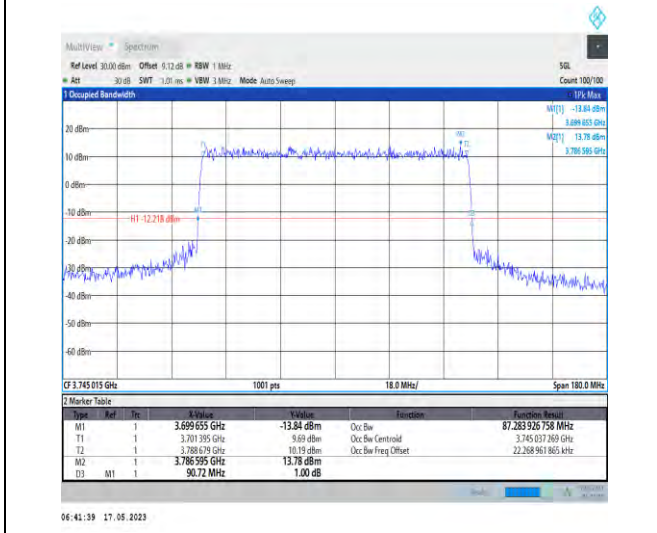 MultiView Spectrum
Ref Level 30.00 dBm Offset 9.12 dB RBW 1 MHz SGL
Att 30 dB SWT 1.01 ms VBW 3 MHz Mode Auto Sweep Count 100/100
1 Occupied Bandwidth 1Pk Max
M1[1] -13.84 dBm
3.699 655 GHz
M2[1] 13.78 dBm
3.786 595 GHz
20 dBm
M2
T1
T2
10 dBm
0 dBm
-10 dBm
M1
H1 -12.218 dBm
-20 dBm
-30 dBm
-40 dBm
-50 dBm
-60 dBm
CF 3.745 015 GHz 1001 pts 18.0 MHz/ Span 180.0 MHz
2 Marker Table
Type Ref Trc X-Value Y-Value Function Function Result
M1 1 3.699 655 GHz -13.84 dBm Occ Bw 87.283 926 758 MHz
T1 1 3.701 395 GHz 9.69 dBm Occ Bw Centroid 3.745 037 269 GHz
T2 1 3.788 679 GHz 10.19 dBm Occ Bw Freq Offset 22.268 961 865 kHz
M2 1 3.786 595 GHz 13.78 dBm
D3 M1 1 90.72 MHz 1.00 dB
06:41:39 17.05.2023